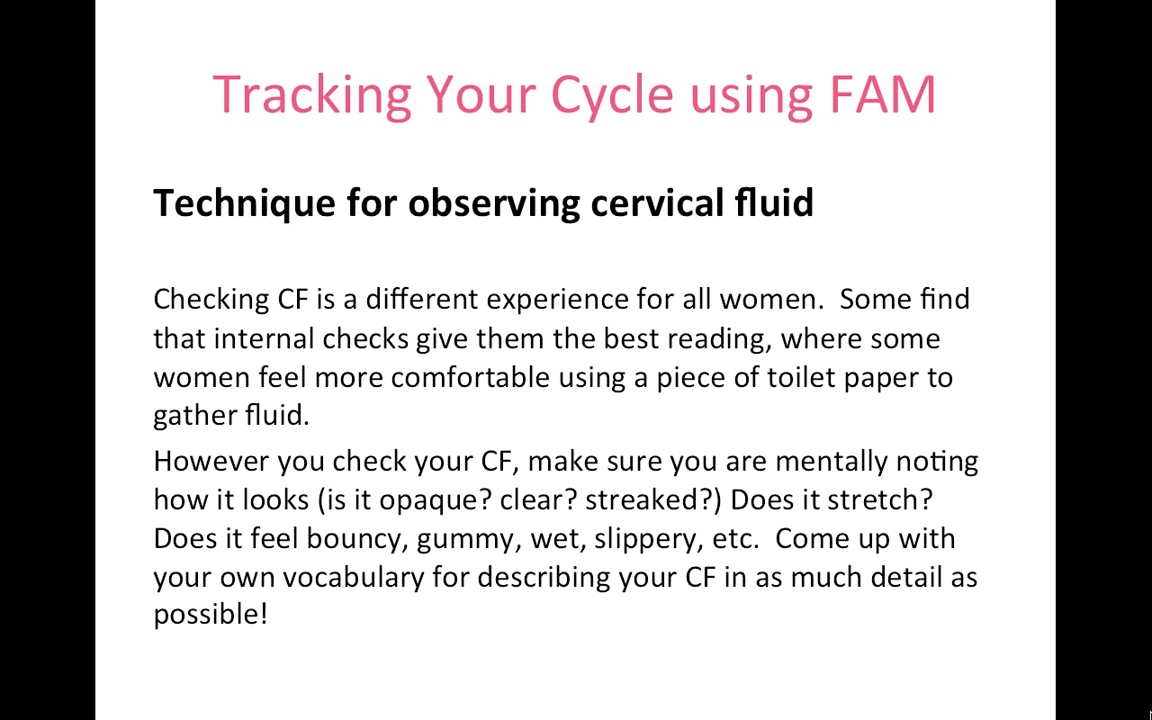 Tracking Your Cycle using FAM
Technique for observing cervical fluid
Checking CF is a different experience for all women.  Some find
that internal checks give them the best reading, where some
women feel more comfortable using a piece of toilet paper to
gather fluid.
However you check your CF, make sure you are mentally noting
how it looks (is it opaque? clear? streaked?) Does it stretch?
Does it feel bouncy, gummy, wet, slippery, etc.  Come up with
your own vocabulary for describing your CF in as much detail as
possible!